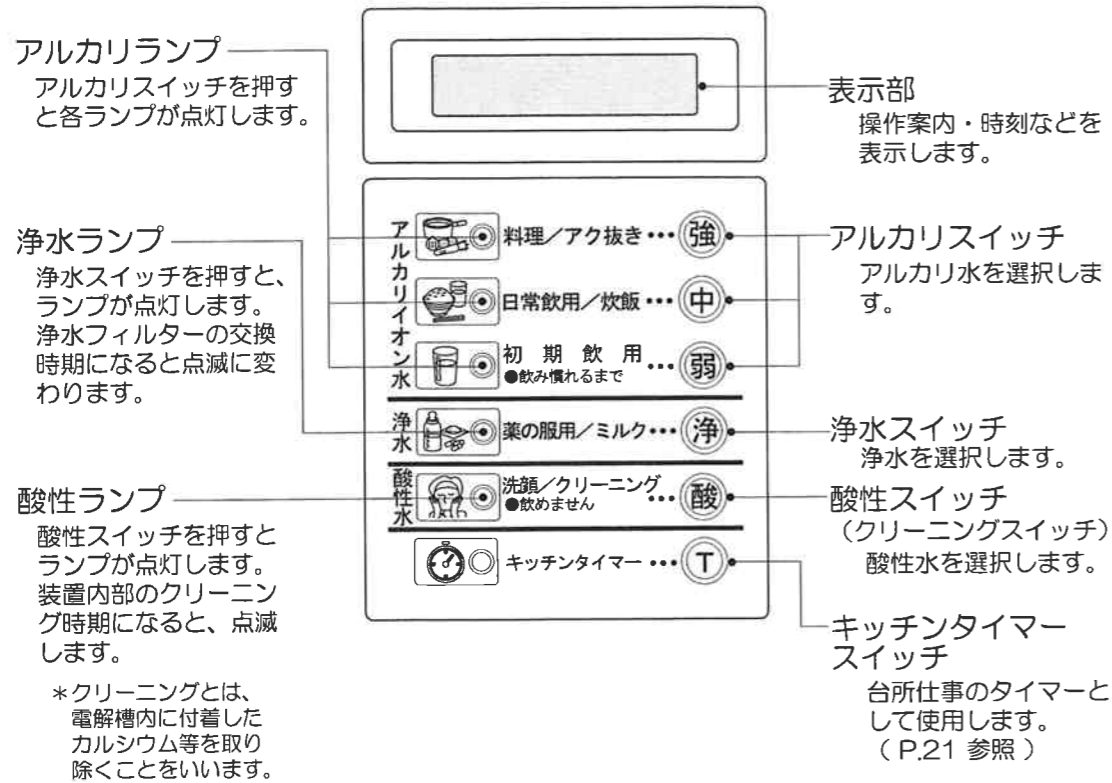 アルカリランプ
アルカリスイッチを押す
と各ランプが点灯します。
浄水ランプ
浄水スイッチを押すと、
ランプが点灯します。
浄水フィルターの交換
時期になると点滅に変
わります。
酸性ランプ
酸性スイッチを押すと
ランプが点灯します。
装置内部のクリーニン
グ時期になると、点滅
します。
*クリーニングとは、
電解槽内に付着した
カルシウム等を取り
除くことをいいます。
アルカリイオン水
料理/アク抜き・・・強
日常飲用/炊飯・・・中
初期飲用・・・弱
●飲み慣れるまで
浄水
薬の服用/ミルク・・・浄
酸性水
洗顔/クリーニング・・・酸
●飲めません
キッチンタイマー・・・T
表示部
操作案内・時刻などを
表示します。
アルカリスイッチ
アルカリ水を選択しま
す。
浄水スイッチ
浄水を選択します。
酸性スイッチ
(クリーニングスイッチ)
酸性水を選択します。
キッチンタイマー
スイッチ
台所仕事のタイマーと
して使用します。
( P.21 参照 )